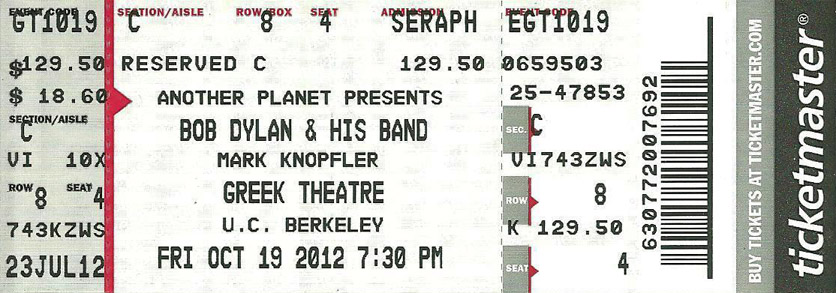 EVENT CODE SECTION/AISLE ROW/BOX SEAT ADMISSION EVENT CODE
GT1019 C 8 4 SERAPH EGT1019
$129.50 RESERVED C 129.50 0659503
$ 18.60 ANOTHER PLANET PRESENTS 25-47853
SECTION/AISLE
C BOB DYLAN & HIS BAND SEC. C
VI 10X MARK KNOPFLER VI743ZWS
ROW 8 SEAT 4 GREEK THEATRE ROW 8
743KZWS U.C. BERKELEY K 129.50
23JUL12 FRI OCT 19 2012 7:30 PM SEAT 4
6307720007692
BUY TICKETS AT TICKETMASTER.COM
ticketmaster®